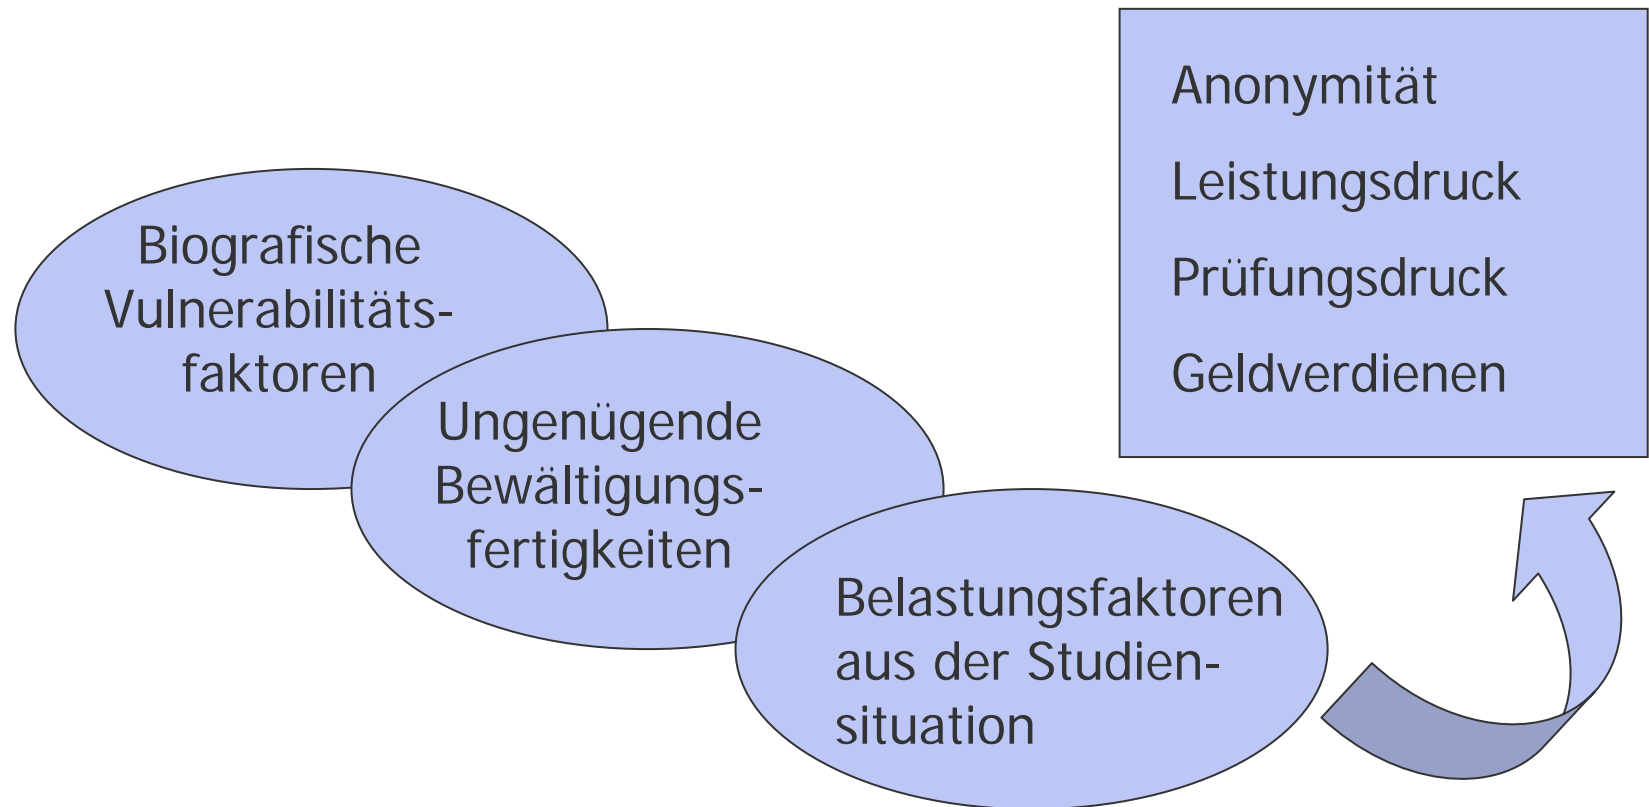 Biografische
Vulnerabilitäts-
faktoren
Ungenügende
Bewältigungs-
fertigkeiten
Belastungsfaktoren
aus der Studien-
situation
Anonymität
Leistungsdruck
Prüfungsdruck
Geldverdienen